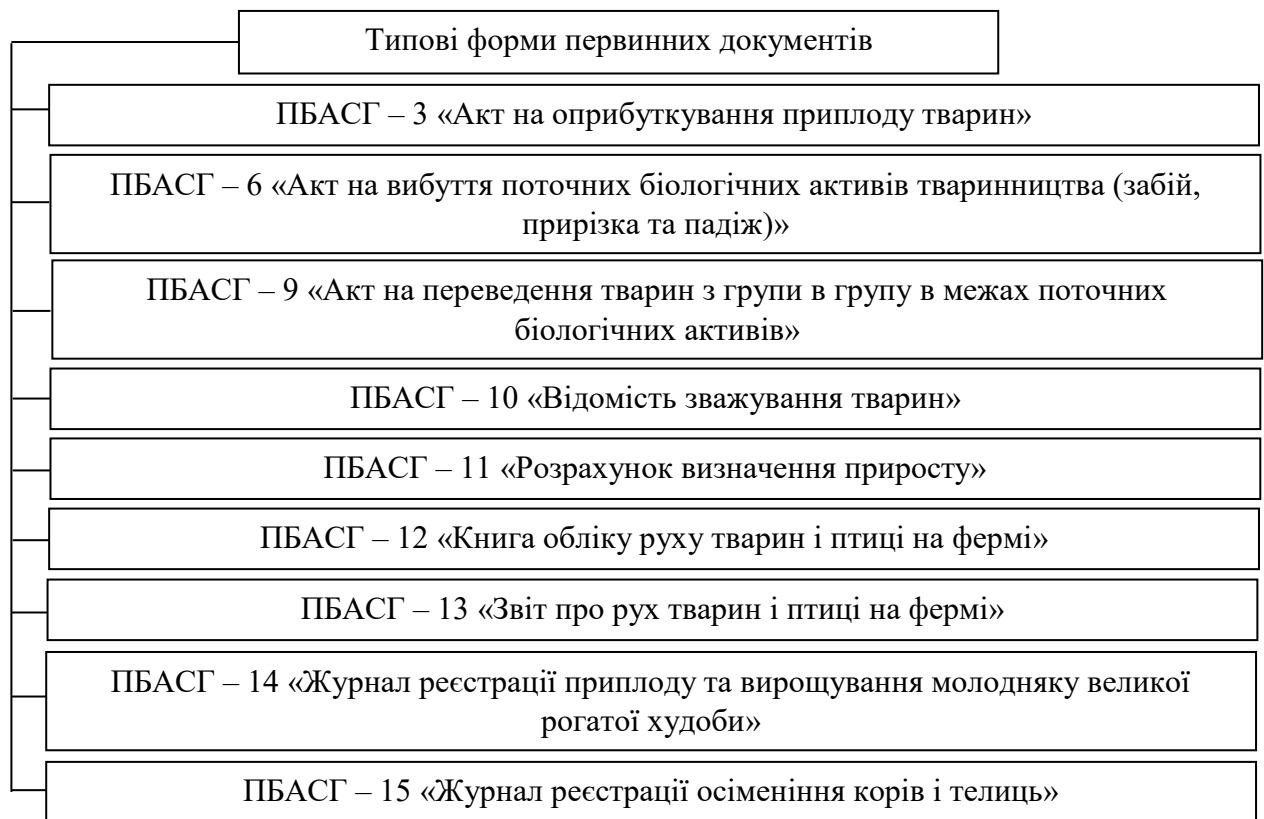 Типові форми первинних документів
ПБАСГ – 3 «Акт на оприбуткування приплоду тварин»
ПБАСГ – 6 «Акт на вибуття поточних біологічних активів тваринництва (забій,
прирізка та падіж)»
ПБАСГ – 9 «Акт на переведення тварин з групи в групу в межах поточних
біологічних активів»
ПБАСГ – 10 «Відомість зважування тварин»
ПБАСГ – 11 «Розрахунок визначення приросту»
ПБАСГ – 12 «Книга обліку руху тварин і птиці на фермі»
ПБАСГ – 13 «Звіт про рух тварин і птиці на фермі»
ПБАСГ – 14 «Журнал реєстрації приплоду та вирощування молодняку великої
рогатої худоби»
ПБАСГ – 15 «Журнал реєстрації осіменіння корів і телиць»